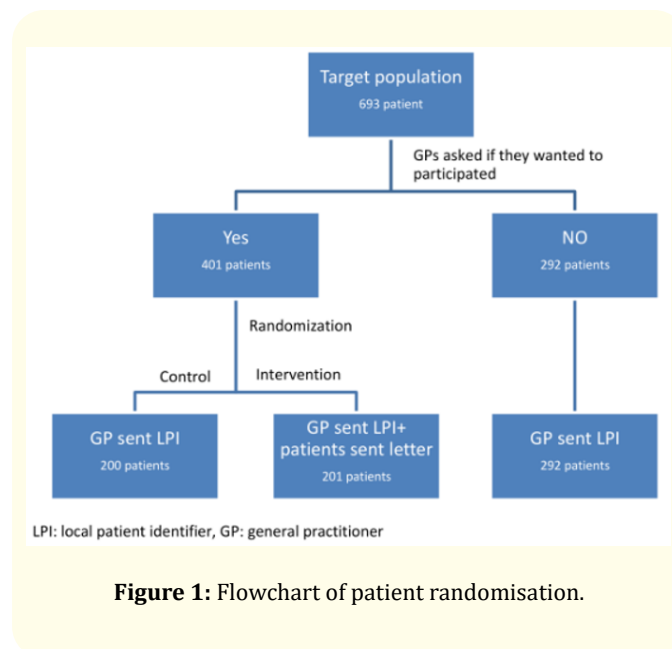 Target population
693 patient
GPs asked if they wanted to
participated
Yes
401 patients
NO
292 patients
Randomization
Control
Intervention
GP sent LPI
200 patients
GP sent LPI+
patients sent letter
201 patients
GP sent LPI
292 patients
LPI: local patient identifier, GP: general practitioner
Figure 1: Flowchart of patient randomisation.